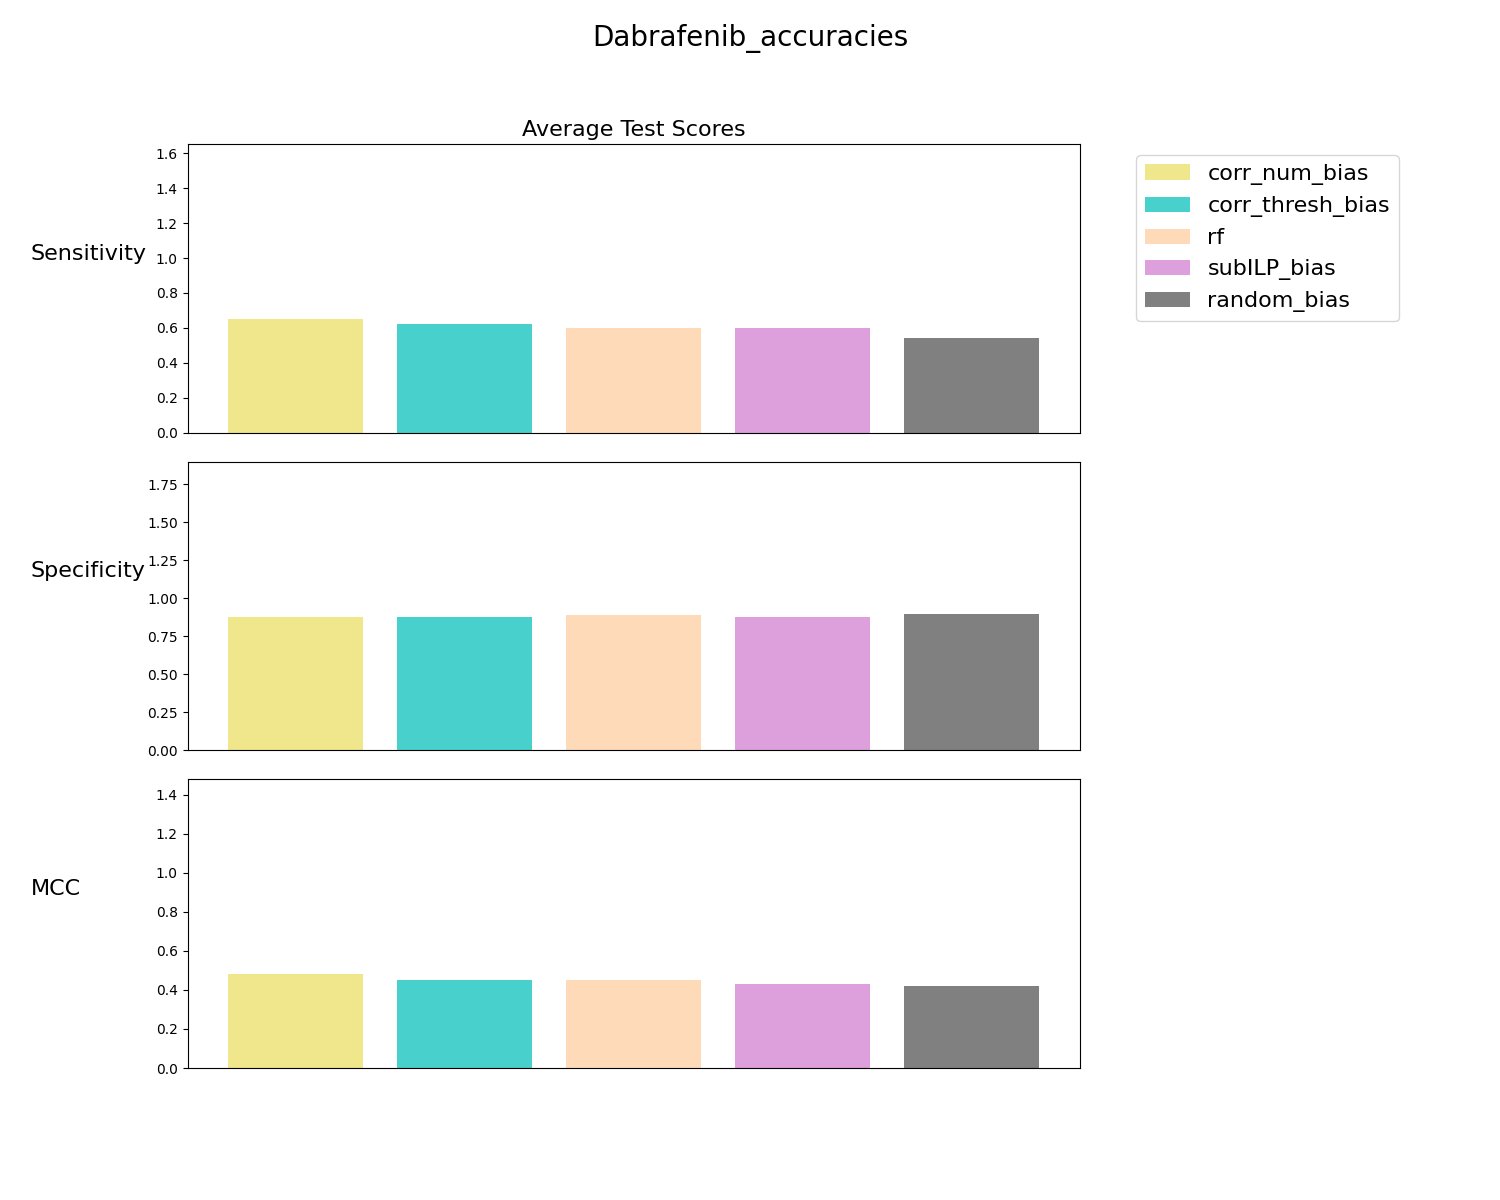 Dabrafenib_accuracies
Average Test Scores
Sensitivity
1.6
1.4
1.2
1.0
0.8
0.6
0.4
0.2
0.0
corr_num_bias
corr_thresh_bias
rf
subILP_bias
random_bias
Specificity
1.75
1.50
1.25
1.00
0.75
0.50
0.25
0.00
MCC
1.4
1.2
1.0
0.8
0.6
0.4
0.2
0.0